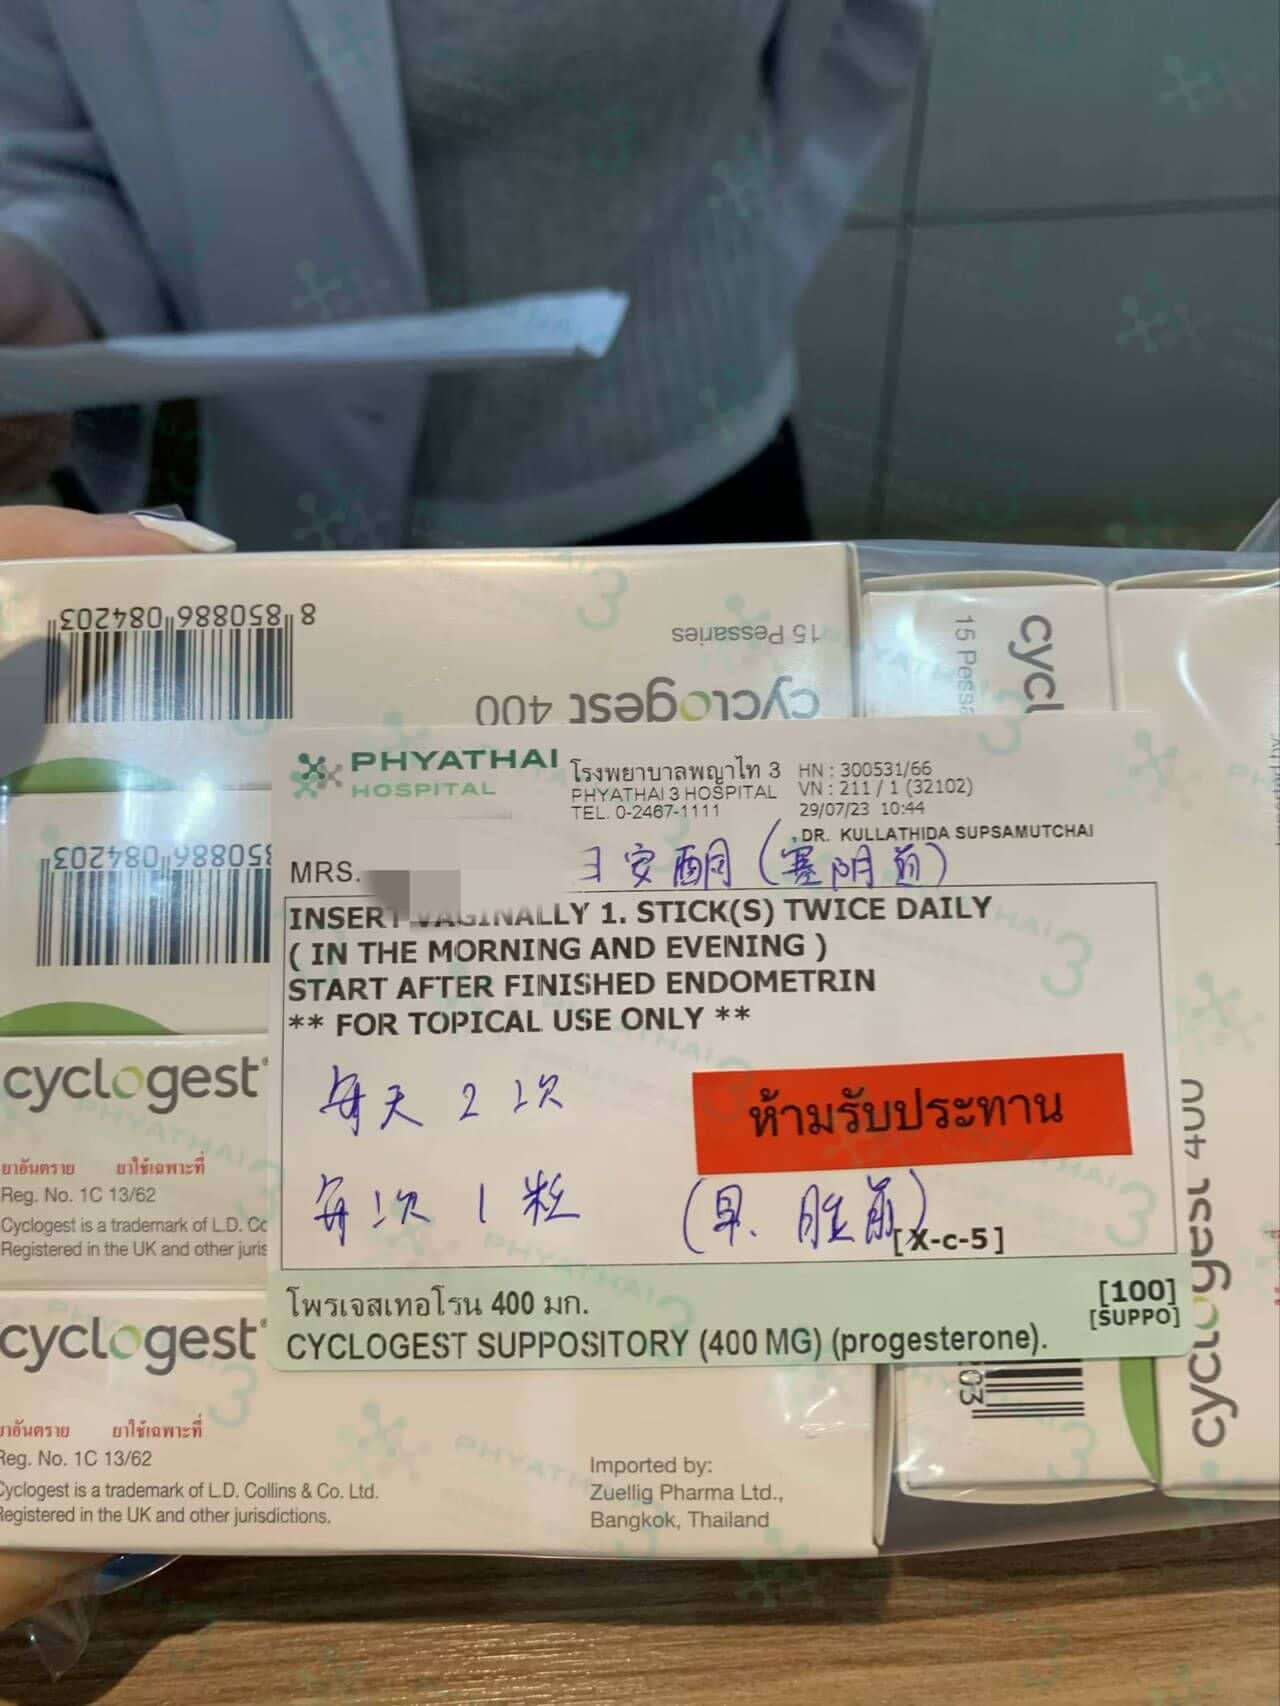 8 850886 084203
15 Pessaries
cyclogest 400
15 Pessa
cycl
8 850886 084203
PHYATHAI
HOSPITAL
โรงพยาบาลพญาไท 3
PHYATHAI 3 HOSPITAL
TEL. 0-2467-1111
HN : 300531/66
VN : 211 / 1 (32102)
29/07/23 10:44
DR. KULLATHIDA SUPSAMUTCHAI
MRS.
安酮 (塞阴道)
INSERT VAGINALLY 1. STICK(S) TWICE DAILY
( IN THE MORNING AND EVENING )
START AFTER FINISHED ENDOMETRIN
** FOR TOPICAL USE ONLY **
每天 2 次
ห้ามรับประทาน
每次 1 粒 (早、睡前)
[X-c-5]
โพรเจสเทอโรน 400 มก.
CYCLOGEST SUPPOSITORY (400 MG) (progesterone).
[100]
[SUPPO]
cyclogest®
ยาอันตราย ยาใช้เฉพาะที่
Reg. No. 1C 13/62
Cyclogest is a trademark of L.D. Co
Registered in the UK and other juris
cyclogest®
ยาอันตราย ยาใช้เฉพาะที่
Reg. No. 1C 13/62
Cyclogest is a trademark of L.D. Collins & Co. Ltd.
Registered in the UK and other jurisdictions.
Imported by:
Zuellig Pharma Ltd.,
Bangkok, Thailand
cyclogest 400
03